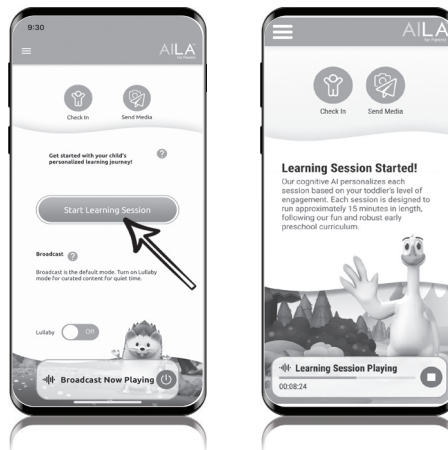 9:30
AILA
for Parents
Check In
Send Media
Get started with your child's
personalized learning journey!
?
Start Learning Session
Broadcast
?
Broadcast is the default mode. Turn on Lullaby
mode for curated content for quiet time.
Lullaby
Off
Broadcast Now Playing
AILA
for Parents
Check In
Send Media
Learning Session Started!
Our cognitive AI personalizes each
session based on your toddler's level of
engagement. Each session is designed to
run approximately 15 minutes in length,
following our fun and robust early
preschool curriculum.
Learning Session Playing
00:08:24